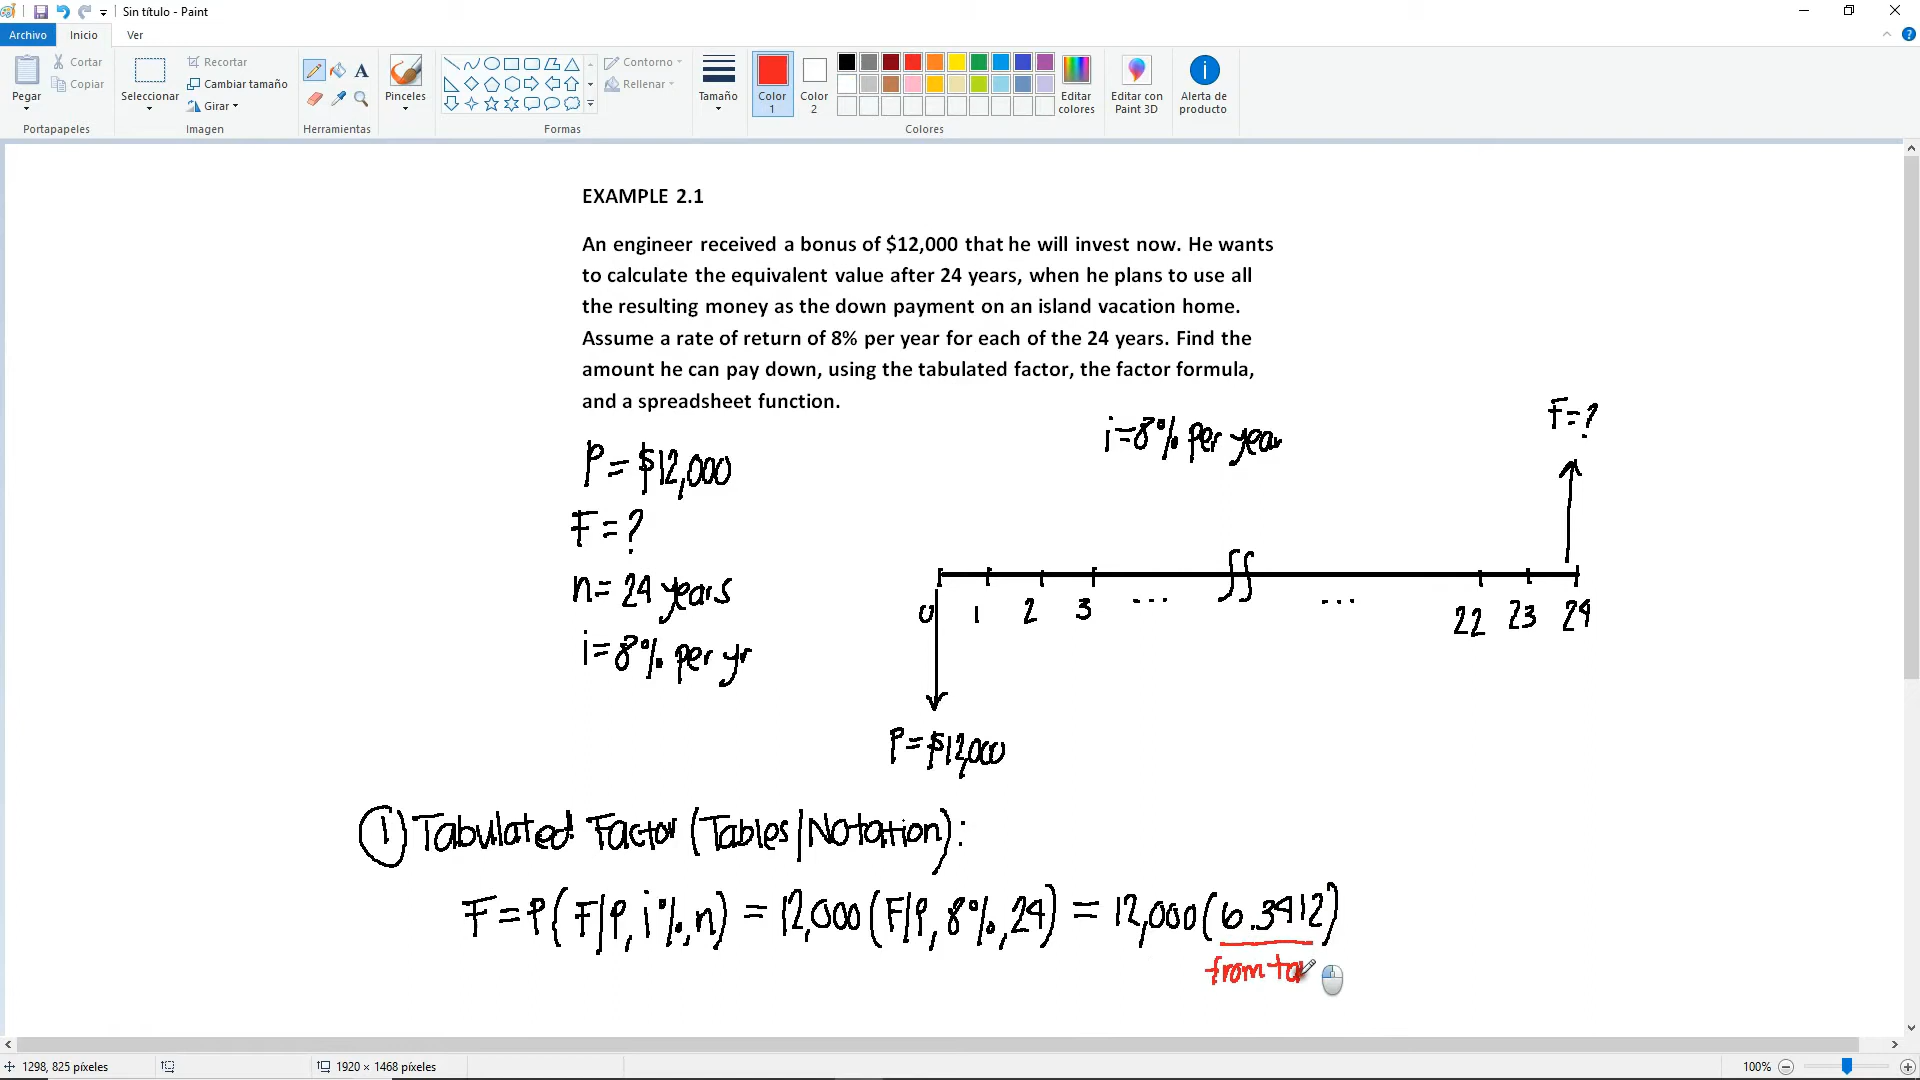 Sin título - Paint
Archivo Inicio Ver
Pegar Cortar Copiar Portapapeles
Seleccionar Recortar Cambiar tamaño Girar Imagen
Herramientas
Pinceles
Contorno Rellenar Formas
Tamaño
Color 1 Color 2 Editar colores Colores
Editar con Paint 3D
Alerta de producto
EXAMPLE 2.1
An engineer received a bonus of $12,000 that he will invest now. He wants
to calculate the equivalent value after 24 years, when he plans to use all
the resulting money as the down payment on an island vacation home.
Assume a rate of return of 8% per year for each of the 24 years. Find the
amount he can pay down, using the tabulated factor, the factor formula,
and a spreadsheet function.
P = $12,000
F = ?
n = 24 years
i = 8% per yr
i = 8% per year
F = ?
0 1 2 3 ... ... 22 23 24
P = $12,000
① Tabulated Factor (Tables/Notation):
F = P(F/P, i%, n) = 12,000(F/P, 8%, 24) = 12,000(6.3412)
from ta
1298, 825 píxeles 1920 × 1468 píxeles 100%